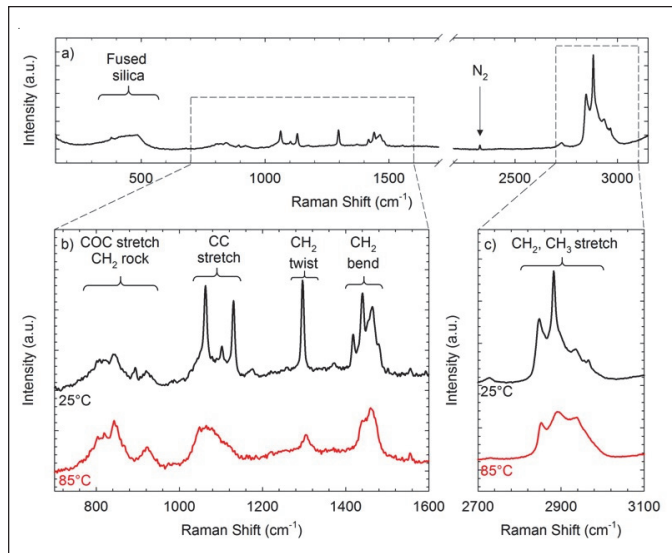 a)
Fused
silica
N₂
Intensity (a.u.)
500 1000 1500 2500 3000
Raman Shift (cm⁻¹)
b) COC stretch CC CH₂ CH₂
CH₂ rock stretch twist bend
Intensity (a.u.)
25°C
85°C
800 1000 1200 1400 1600
Raman Shift (cm⁻¹)
c) CH₂, CH₃ stretch
Intensity (a.u.)
25°C
85°C
2700 2900 3100
Raman Shift (cm⁻¹)